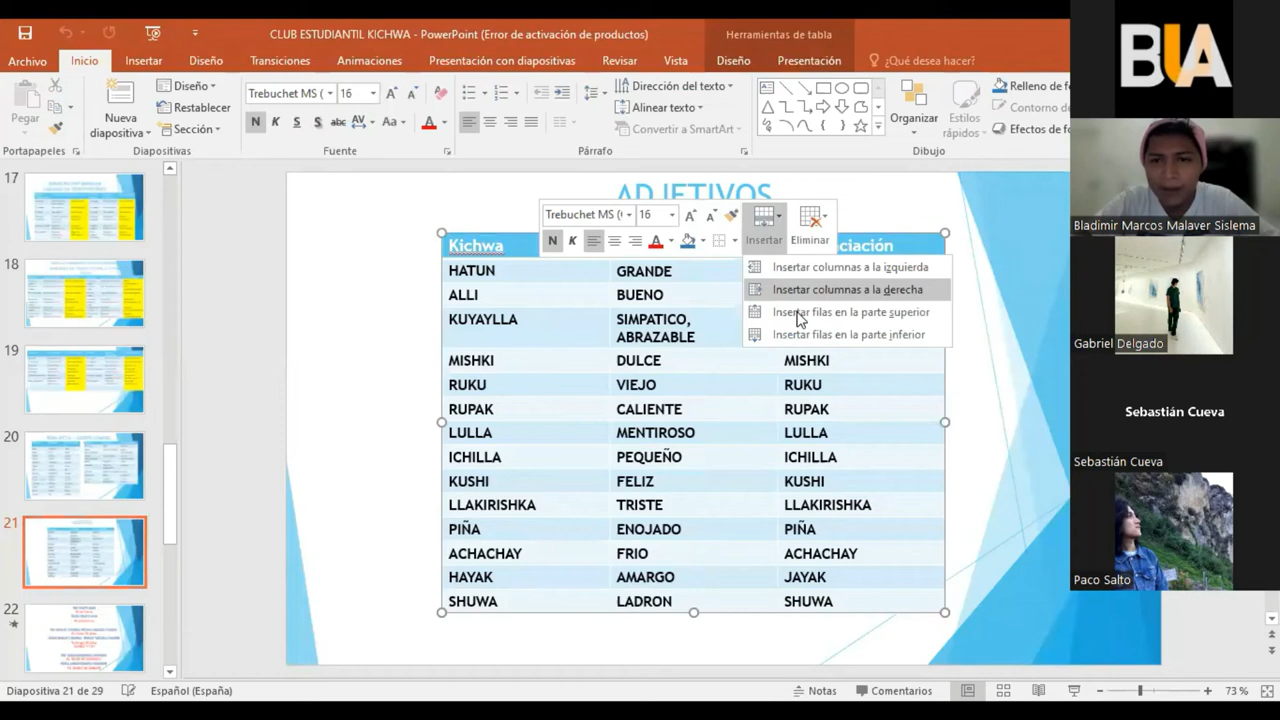 CLUB ESTUDIANTIL KICHWA - PowerPoint (Error de activación de productos)
Herramientas de tabla
Archivo Inicio Insertar Diseño Transiciones Animaciones Presentación con diapositivas Revisar Vista Diseño Presentación ¿Qué desea hacer?
Pegar
Portapapeles
Nueva
diapositiva
Diseño
Restablecer
Sección
Diapositivas
Trebuchet MS ( 16
N K S abc AV Aa A
Fuente
Dirección del texto
Alinear texto
Convertir a SmartArt
Párrafo
Organizar
Estilos
rápidos
Relleno de f
Contorno de
Efectos de f
Dibujo
17
18
19
20
21
22
ADJETIVOS
Trebuchet MS ( 16
N K A
Insertar Eliminar
Insertar columnas a la izquierda
Insertar columnas a la derecha
Insertar filas en la parte superior
Insertar filas en la parte inferior
Kichwa ciación
HATUN GRANDE
ALLI BUENO
KUYAYLLA SIMPATICO,
ABRAZABLE
MISHKI DULCE MISHKI
RUKU VIEJO RUKU
RUPAK CALIENTE RUPAK
LULLA MENTIROSO LULLA
ICHILLA PEQUEÑO ICHILLA
KUSHI FELIZ KUSHI
LLAKIRISHKA TRISTE LLAKIRISHKA
PIÑA ENOJADO PIÑA
ACHACHAY FRIO ACHACHAY
HAYAK AMARGO JAYAK
SHUWA LADRON SHUWA
BUA
Bladimir Marcos Malaver Sislema
Gabriel Delgado
Sebastián Cueva
Sebastián Cueva
Paco Salto
Diapositiva 21 de 29 Español (España) Notas Comentarios 73 %